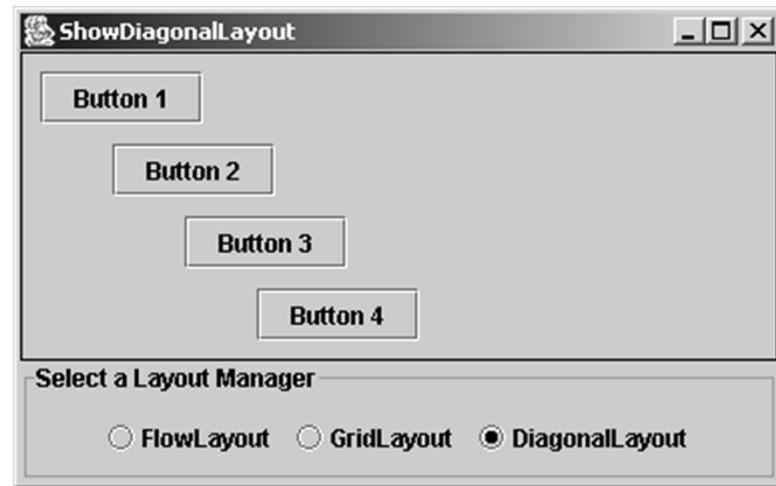 ShowDiagonalLayout
Button 1
Button 2
Button 3
Button 4
Select a Layout Manager
FlowLayout GridLayout DiagonalLayout